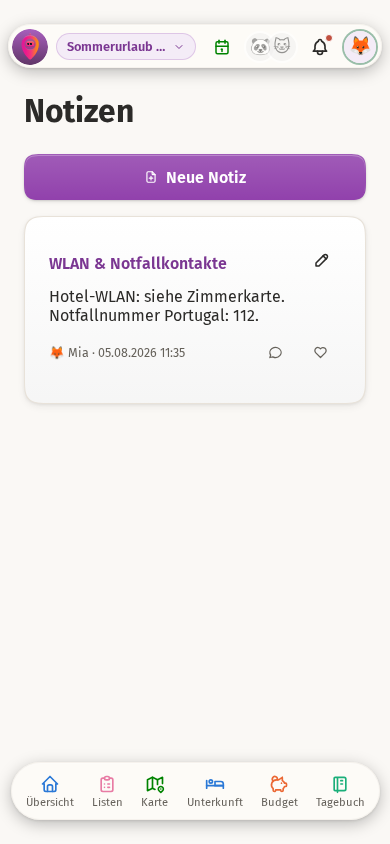 Sommerurlaub ...
Notizen
Neue Notiz
WLAN & Notfallkontakte
Hotel-WLAN: siehe Zimmerkarte.
Notfallnummer Portugal: 112.
Mia · 05.08.2026 11:35
Übersicht
Listen
Karte
Unterkunft
Budget
Tagebuch